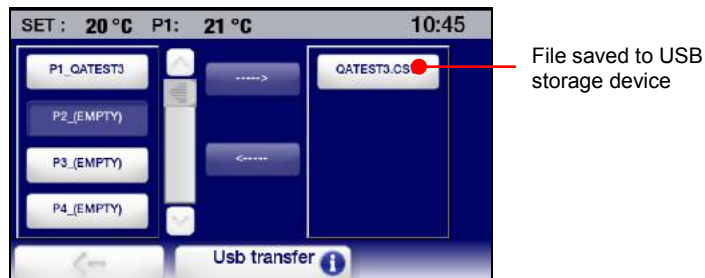 SET : 20 °C P1: 21 °C 10:45
P1_QATEST3
P2_(EMPTY)
P3_(EMPTY)
P4_(EMPTY)
----->
<-----
QATEST3.CS
File saved to USB
storage device
Usb transfer